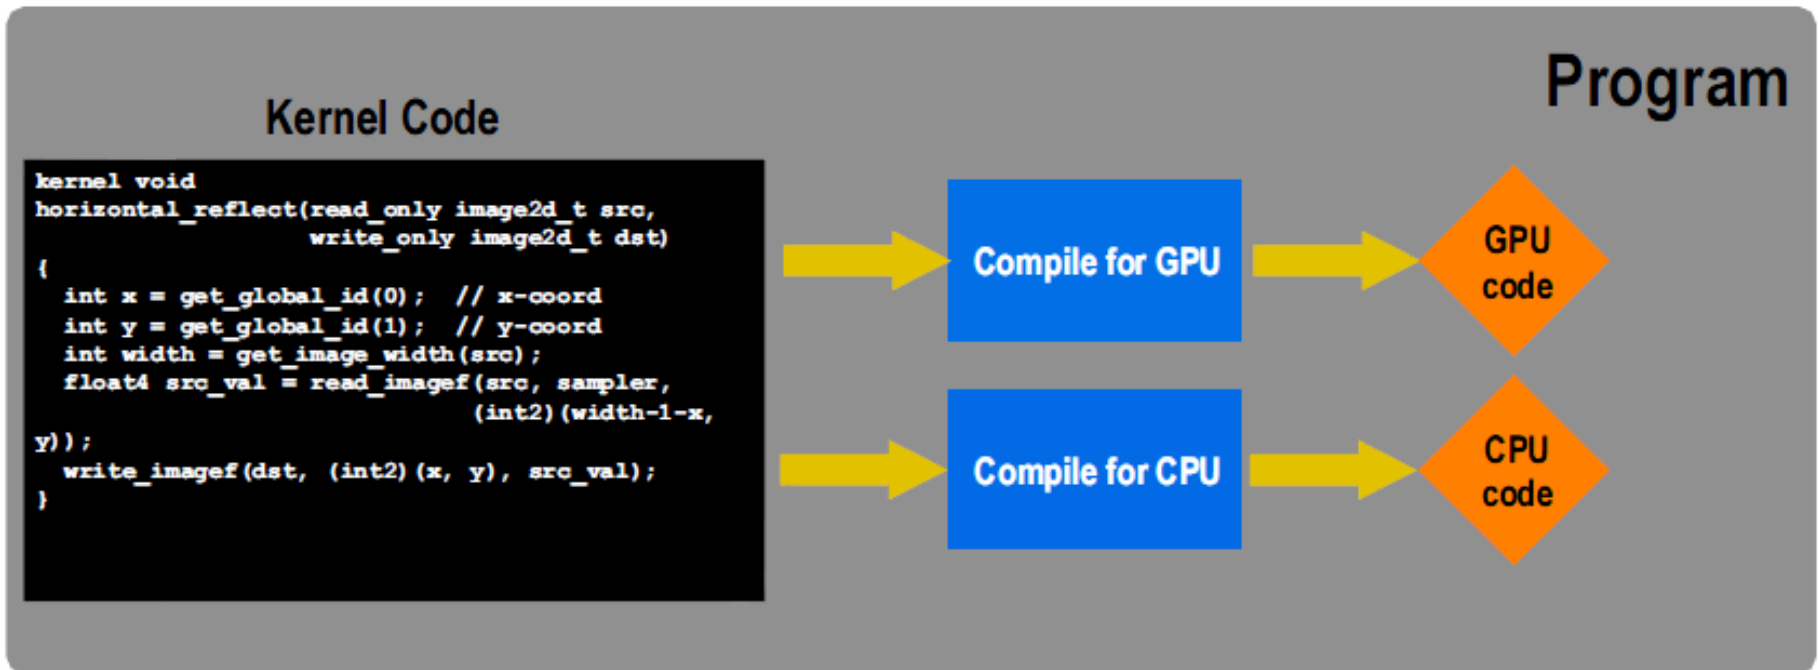 Program
Kernel Code
kernel void
horizontal_reflect(read_only image2d_t src,
                   write_only image2d_t dst)
{
  int x = get_global_id(0);  // x-coord
  int y = get_global_id(1);  // y-coord
  int width = get_image_width(src);
  float4 src_val = read_imagef(src, sampler,
                              (int2)(width-1-x,
y));
  write_imagef(dst, (int2)(x, y), src_val);
}
Compile for GPU
GPU
code
Compile for CPU
CPU
code